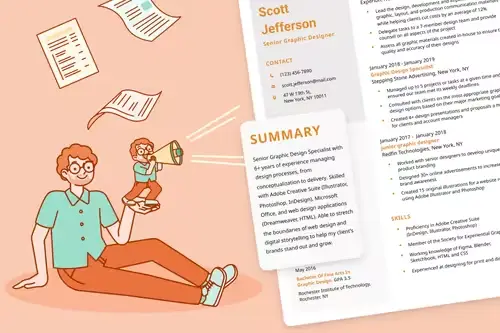 Scott
Jefferson
Senior Graphic Designer
CONTACT
(123) 456-7890
scott.jefferson@mail.com
47 W 13th St,
New York, NY 10011
SUMMARY
Senior Graphic Design Specialist with
6+ years of experience managing
design processes, from
conceptualization to delivery. Skilled
with Adobe Creative Suite (Illustrator,
Photoshop, InDesign), Microsoft
Office, and web design applications
(Dreamweaver, HTML). Able to stretch
the boundaries of web design and
digital storytelling to help my client's
brands stand out and grow.
May 2016
Bachelor Of Fine Arts in
Graphic Design GPA 3.5
Rochester Institute of Technology,
Rochester, NY
Lead the design, development and
graphic, layout, and production communication materials
while helping clients cut costs by an average of 12%
Delegate tasks to a 3-member design team and provide
counsel on all aspects of the project
Assess all graphic materials created in house to ensure
quality and accuracy of their designs
January 2018 - January 2019
Graphic Design Specialist
Stepping Stone Advertising, New York, NY
Managed up to 5 projects or tasks at a given time and
ensured our team met its weekly deadlines
Consulted with clients on the most appropriate graphic
design options based on their major marketing goals
Created 4+ design presentations and proposals a
for clients and account managers
January 2017 - January 2018
junior graphic designer
Redfin Technologies, New York, NY
Worked with senior designers to develop unique
product branding
Designed 30+ online advertisements to increase
brand awareness.
Created 15 original illustrations for a website
using Adobe Illustrator and Photoshop
SKILLS
Proficiency in Adobe Creative Suite
(InDesign, Illustrator, Photoshop)
Member of the Society for Experiential
Working knowledge of Figma, Blender,
Sketchbook, HTML and CSS
Experienced at designing for print and